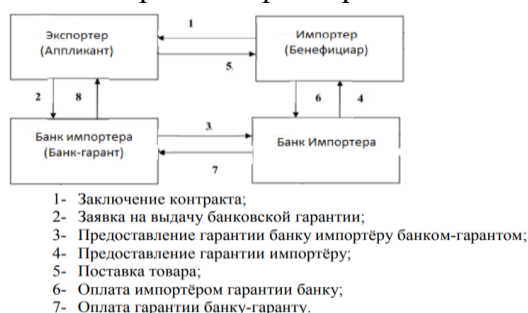 1
Экспортер
(Аппликант)
Импортер
(Бенефициар)
5.
2
8
6
4
Банк импортера
(Банк-гарант)
3.
Банк Импортера
7
1- Заключение контракта;
2- Заявка на выдачу банковской гарантии;
3- Предоставление гарантии банку импортёру банком-гарантом;
4- Предоставление гарантии импортёру;
5- Поставка товара;
6- Оплата импортёром гарантии банку;
7- Оплата гарантии банку-гаранту.